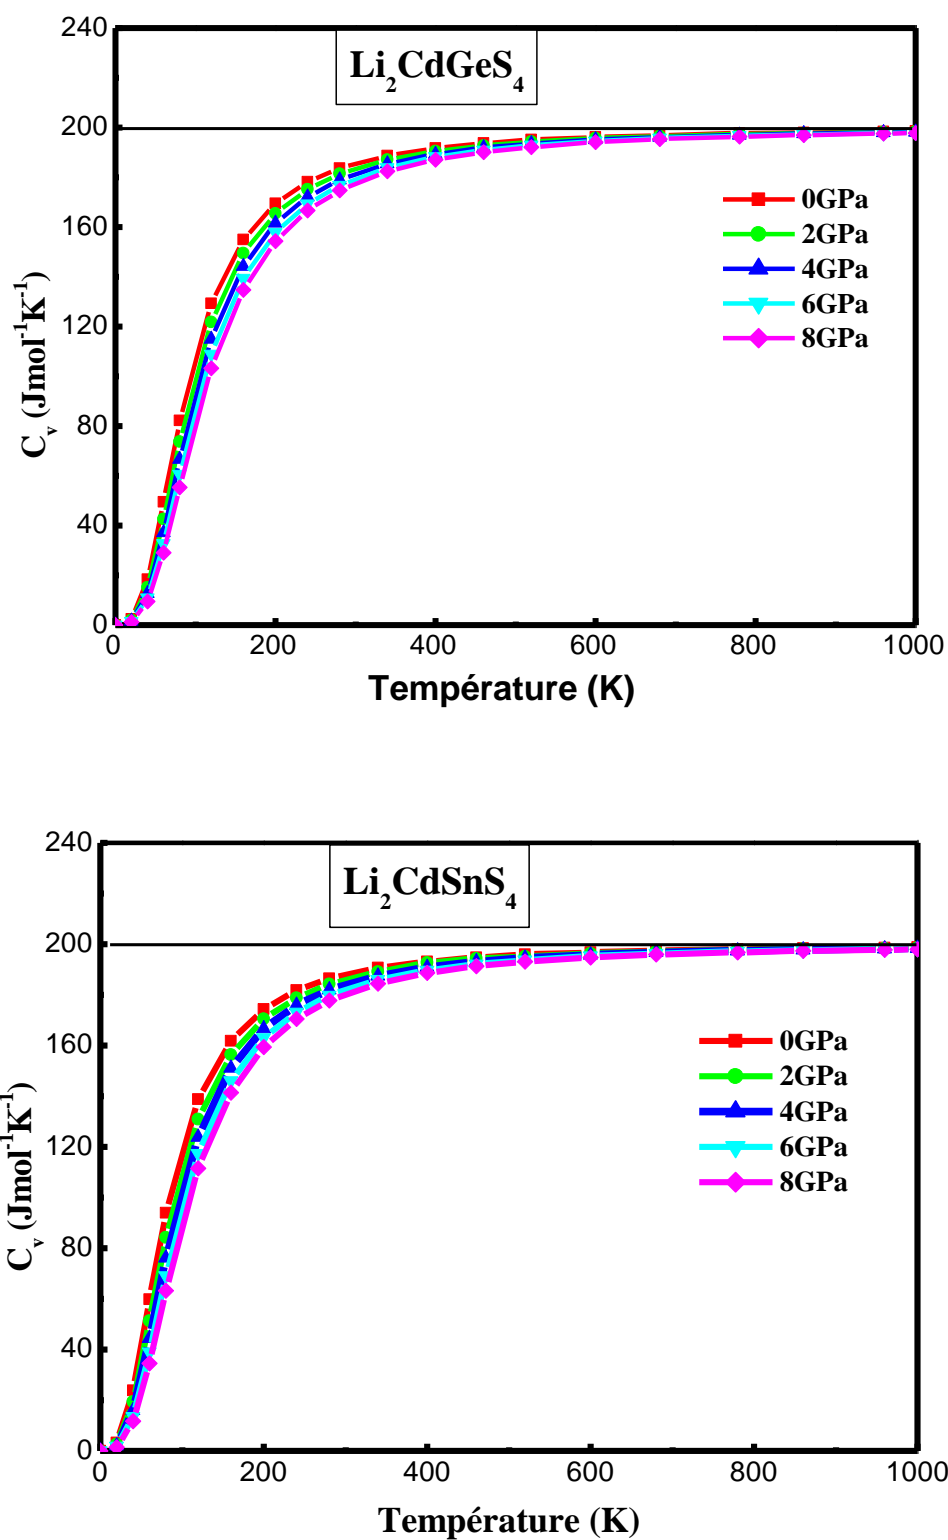 240
Li₂CdGeS₄
200
160
120
80
40
0
C_v (Jmol⁻¹K⁻¹)
0GPa
2GPa
4GPa
6GPa
8GPa
0 200 400 600 800 1000
Température (K)
240
Li₂CdSnS₄
200
160
120
80
40
0
C_v (Jmol⁻¹K⁻¹)
0GPa
2GPa
4GPa
6GPa
8GPa
0 200 400 600 800 1000
Température (K)